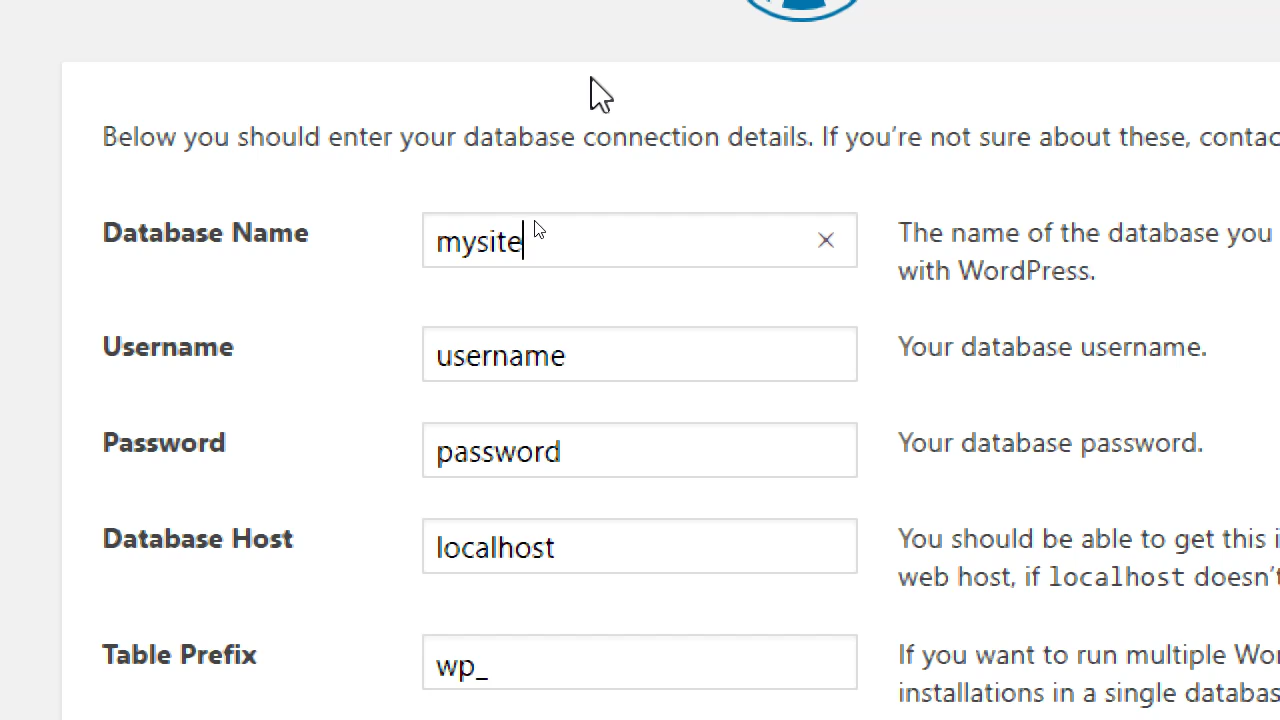 Below you should enter your database connection details. If you’re not sure about these,
Database Name
mysite
The name of the database you
with WordPress.
Username
username
Your database username.
Password
password
Your database password.
Database Host
localhost
You should be able to get this
web host, if localhost doesn’t
Table Prefix
wp_
If you want to run multiple
installations in a single